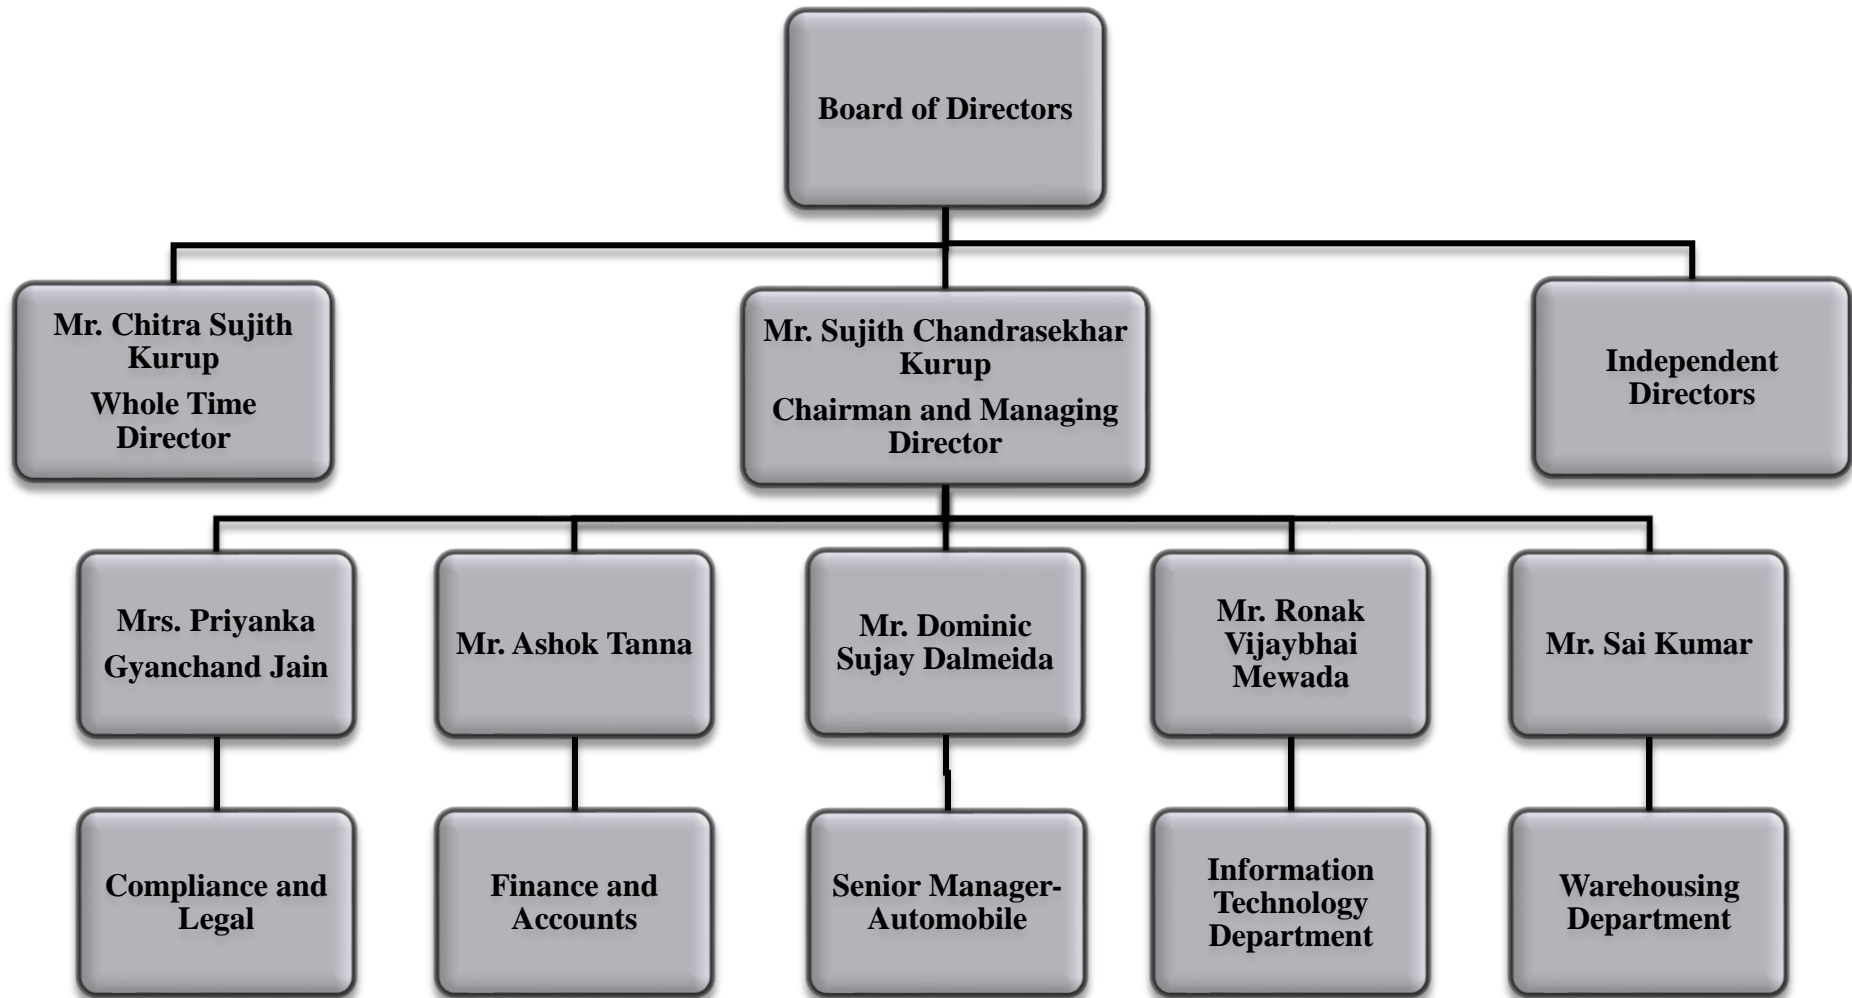 Board of Directors
Mr. Chitra Sujith
Kurup
Whole Time
Director
Mr. Sujith Chandrasekhar
Kurup
Chairman and Managing
Director
Independent
Directors
Mrs. Priyanka
Gyanchand Jain
Mr. Ashok Tanna
Mr. Dominic
Sujay Dalmeida
Mr. Ronak
Vijaybhai
Mewada
Mr. Sai Kumar
Compliance and
Legal
Finance and
Accounts
Senior Manager-
Automobile
Information
Technology
Department
Warehousing
Department